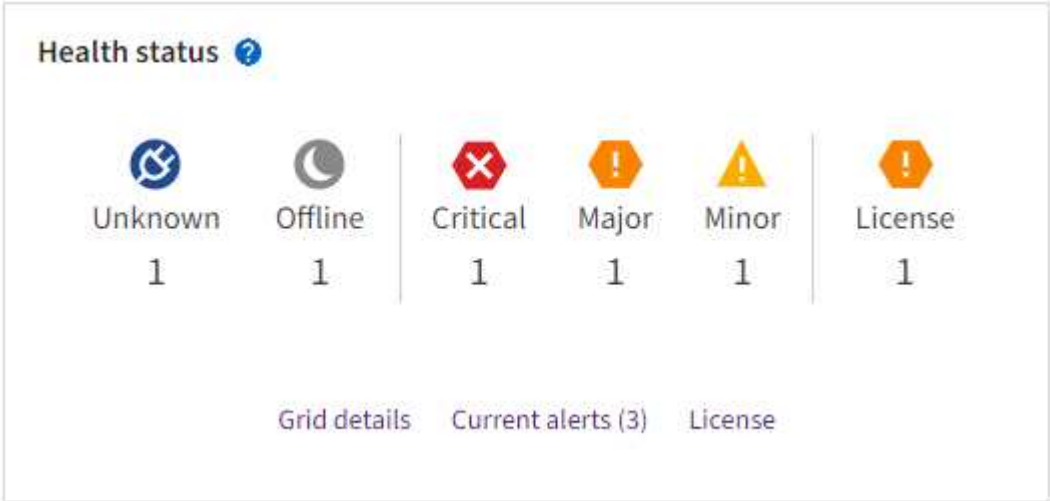 Health status ?
Unknown Offline Critical Major Minor License
1 1 1 1 1 1
Grid details Current alerts (3) License